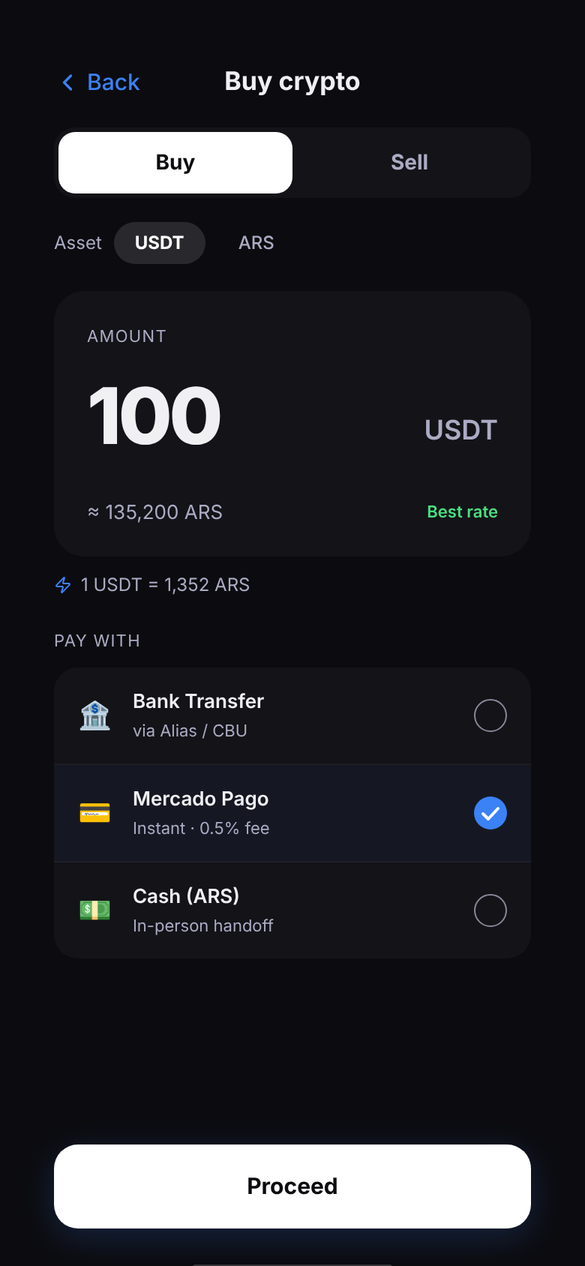 Back
Buy crypto
Buy
Sell
Asset
USDT
ARS
AMOUNT
100
USDT
≈ 135,200 ARS
Best rate
1 USDT = 1,352 ARS
PAY WITH
Bank Transfer
via Alias / CBU
Mercado Pago
Instant · 0.5% fee
Cash (ARS)
In-person handoff
Proceed